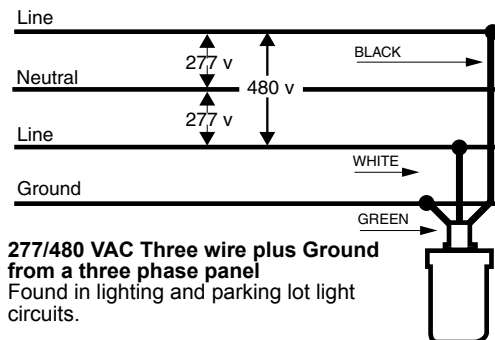 Line
BLACK
277 v
Neutral
480 v
277 v
Line
WHITE
Ground
GREEN
277/480 VAC Three wire plus Ground
from a three phase panel
Found in lighting and parking lot light
circuits.